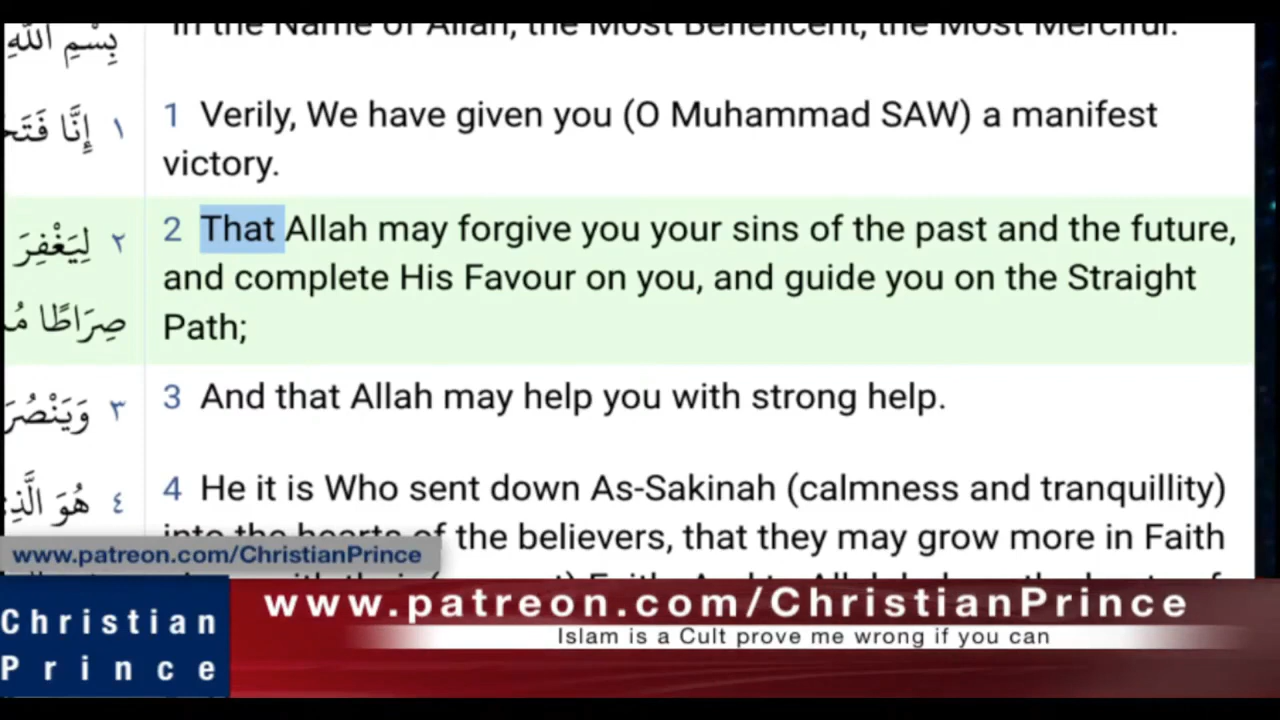 بِسْمِ اللَّهِ
In the Name of Allah, the Most Beneficent, the Most Merciful.
١ إِنَّا
1 Verily, We have given you (O Muhammad SAW) a manifest
victory.
٢ لِيَغْفِرَ
2 That Allah may forgive you your sins of the past and the future,
and complete His Favour on you, and guide you on the Straight
صِرَاطًا
Path;
٣ وَيَنْصُرَ
3 And that Allah may help you with strong help.
٤ هُوَ الَّذِي
4 He it is Who sent down As-Sakinah (calmness and tranquillity)
into the hearts of the believers, that they may grow more in Faith
www.patreon.com/ChristianPrince
Christian
Prince
www.patreon.com/ChristianPrince
Islam is a Cult prove me wrong if you can